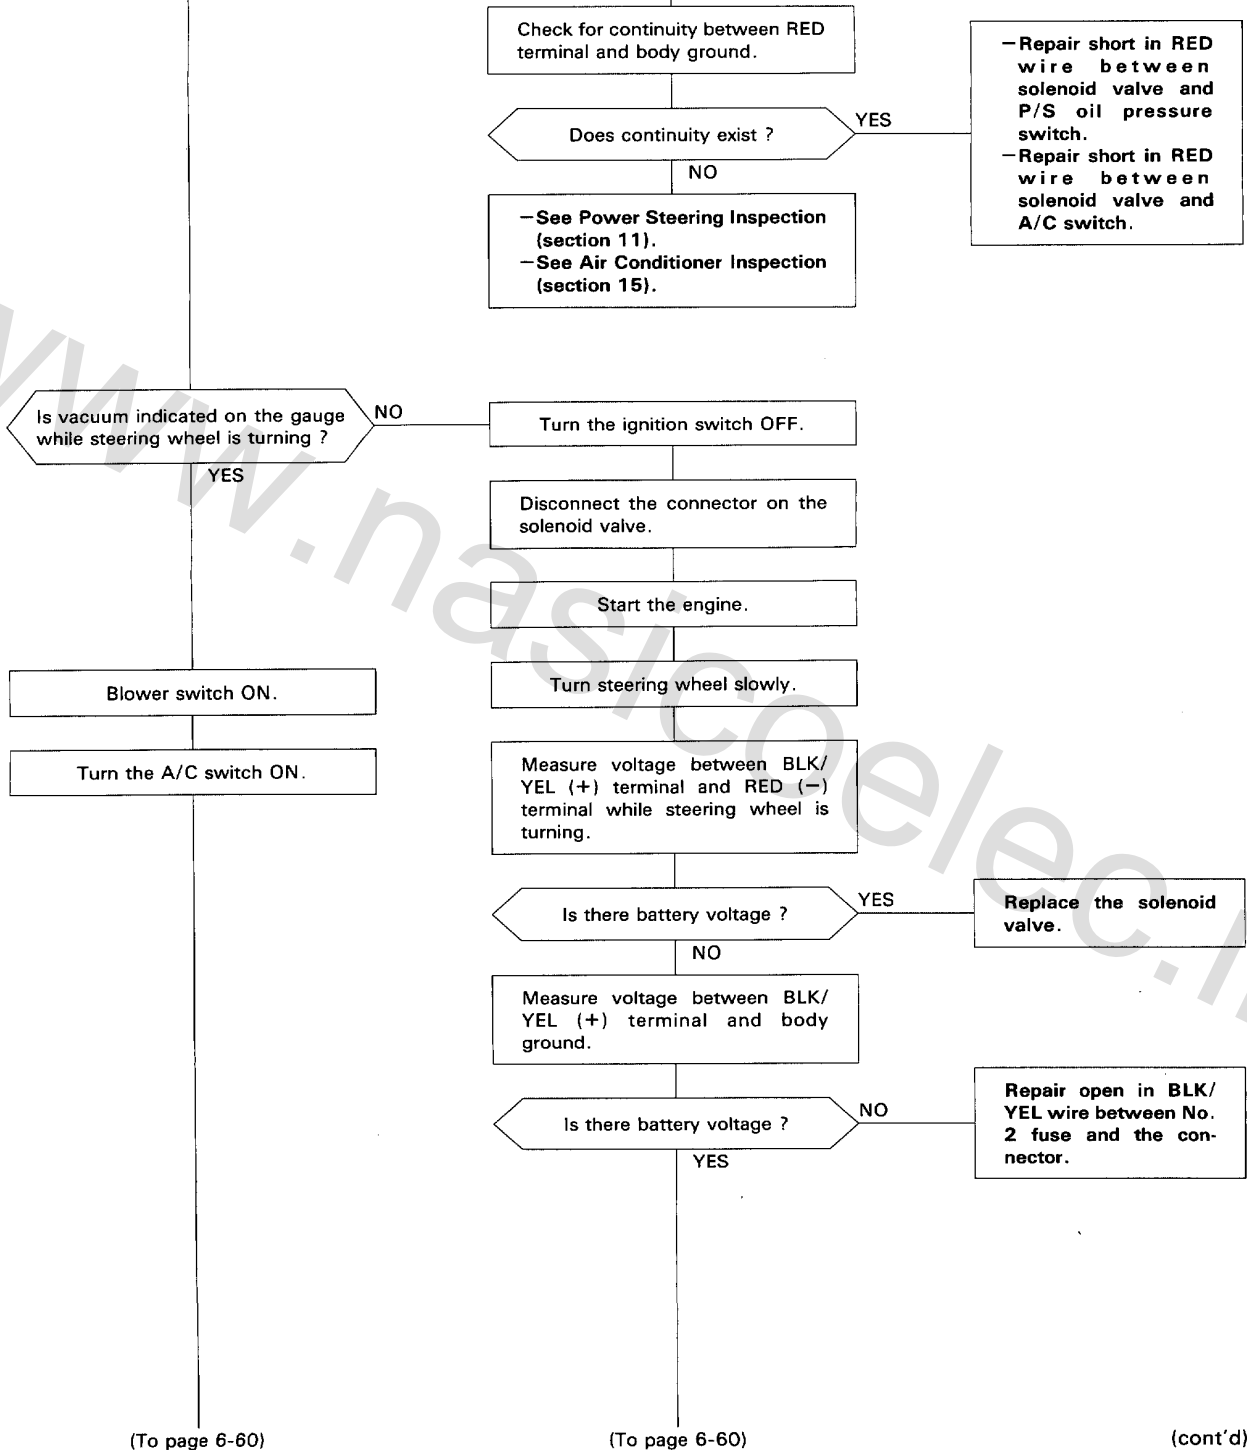 Check for continuity between RED
terminal and body ground.
Does continuity exist ?
YES
NO
–Repair short in RED
wire between
solenoid valve and
P/S oil pressure
switch.
–Repair short in RED
wire between
solenoid valve and
A/C switch.
–See Power Steering Inspection
(section 11).
–See Air Conditioner Inspection
(section 15).
Is vacuum indicated on the gauge
while steering wheel is turning ?
NO
YES
Turn the ignition switch OFF.
Disconnect the connector on the
solenoid valve.
Start the engine.
Turn steering wheel slowly.
Blower switch ON.
Turn the A/C switch ON.
Measure voltage between BLK/
YEL (+) terminal and RED (–)
terminal while steering wheel is
turning.
Is there battery voltage ?
YES
NO
Replace the solenoid
valve.
Measure voltage between BLK/
YEL (+) terminal and body
ground.
Is there battery voltage ?
NO
YES
Repair open in BLK/
YEL wire between No.
2 fuse and the con-
nector.
(To page 6-60)
(To page 6-60)
(cont'd)